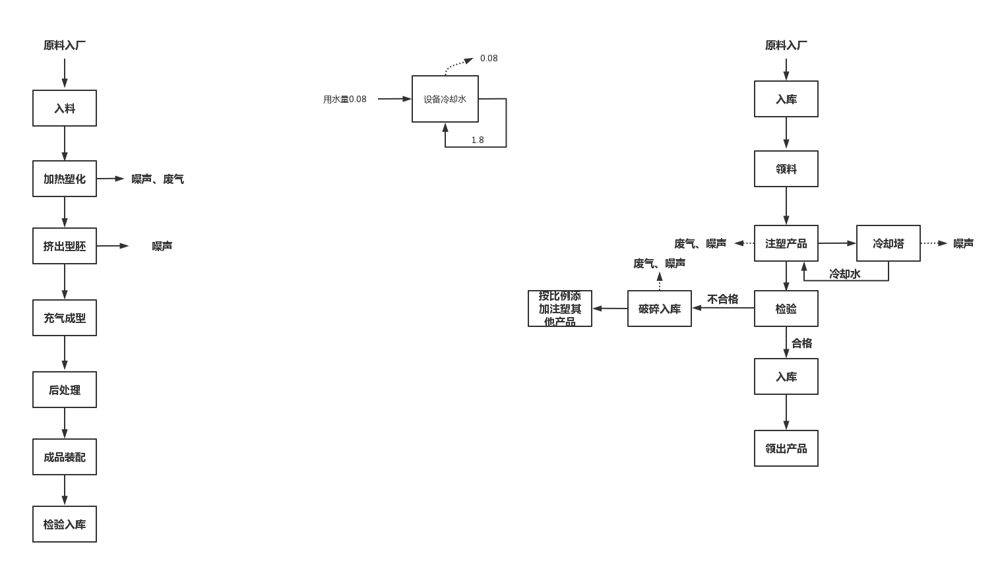 原料入厂
入料
加热塑化
噪声、废气
挤出型胚
噪声
充气成型
后处理
成品装配
检验入库
0.08
用水量0.08
设备冷却水
1.8
原料入厂
入库
领料
废气、噪声
注塑产品
冷却塔
噪声
冷却水
废气、噪声
按比例添
加注塑其
他产品
破碎入库
不合格
检验
合格
入库
领出产品